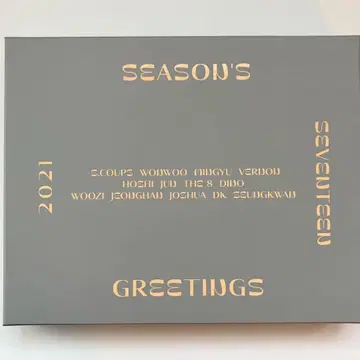 SEASON'S
2021
SEVENTEEN
S.COUPS WONWOO MINGYU VERNON
HOSHI JUN THE 8 DINO
WOOZI JEONGHAN JOSHUA DK SEUNGKWAN
GREETINGS